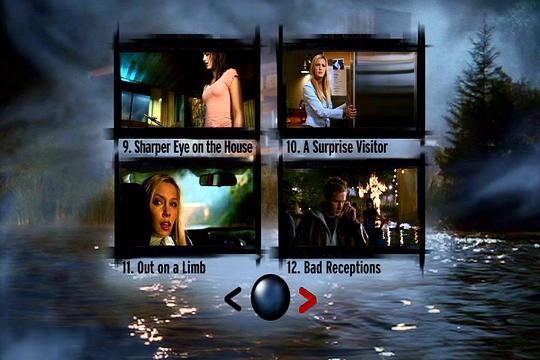 9. Sharper Eye on the House
10. A Surprise Visitor
11. Out on a Limb
12. Bad Receptions